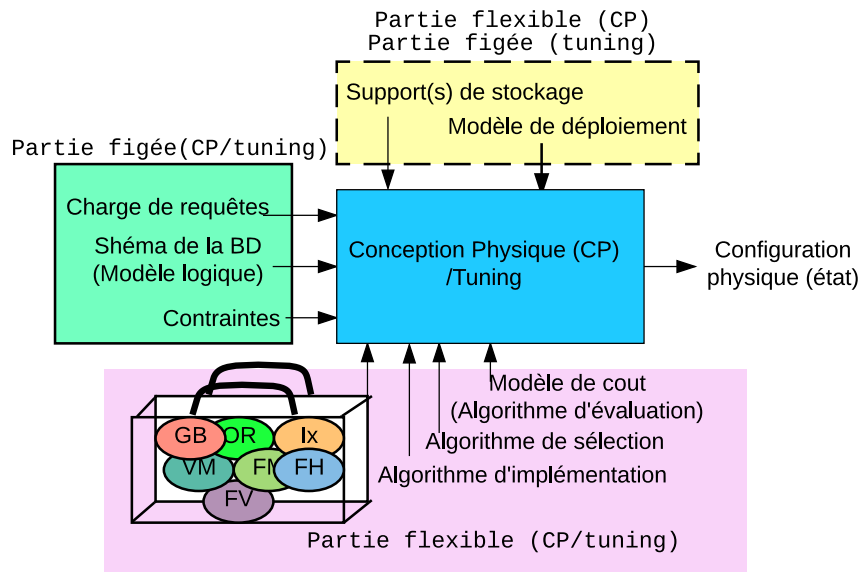 Partie flexible (CP)
Partie figée (tuning)
Support(s) de stockage
Modèle de déploiement
Partie figée(CP/tuning)
Charge de requêtes
Shéma de la BD
(Modèle logique)
Contraintes
Conception Physique (CP)
/Tuning
Configuration
physique (état)
Modèle de cout
(Algorithme d'évaluation)
Algorithme de sélection
Algorithme d'implémentation
GB
OR
Ix
VM
FM
FH
FV
Partie flexible (CP/tuning)